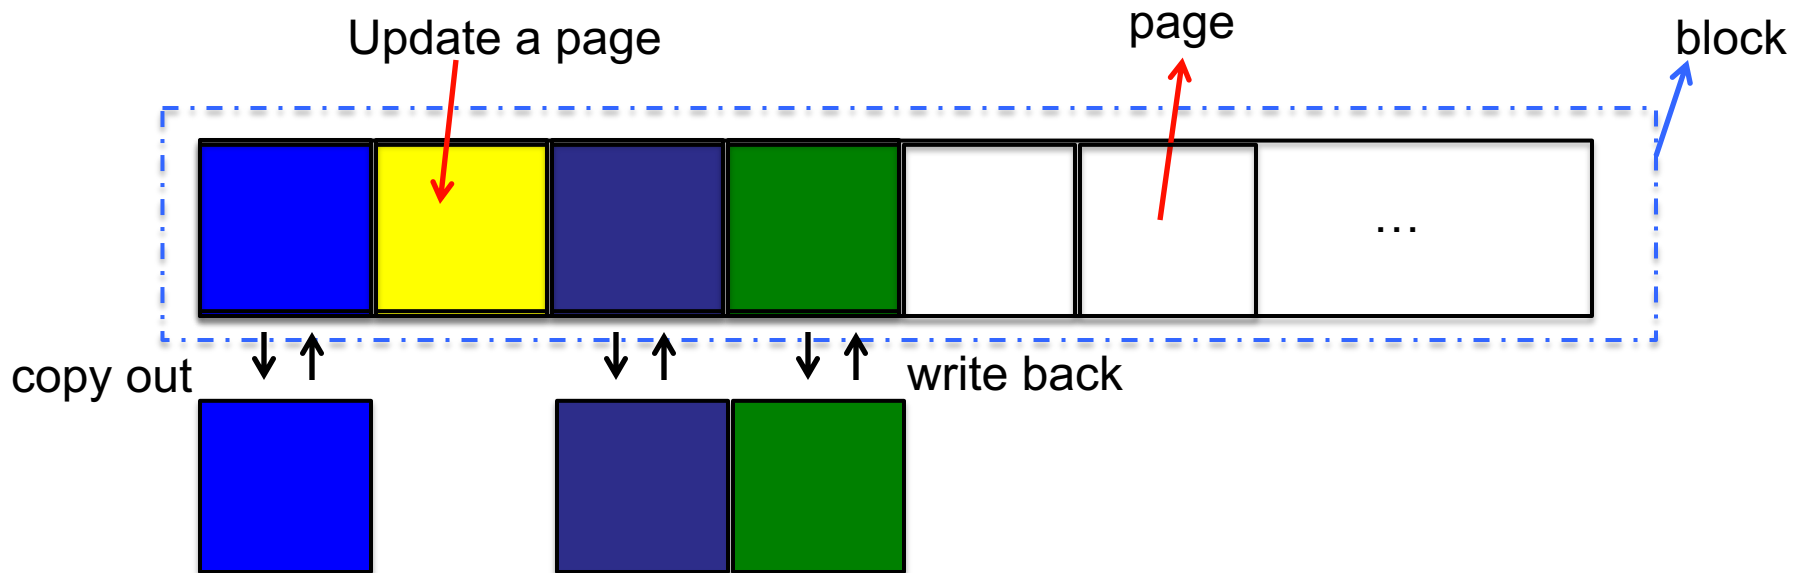 Update a page
page
block
…
copy out
write back